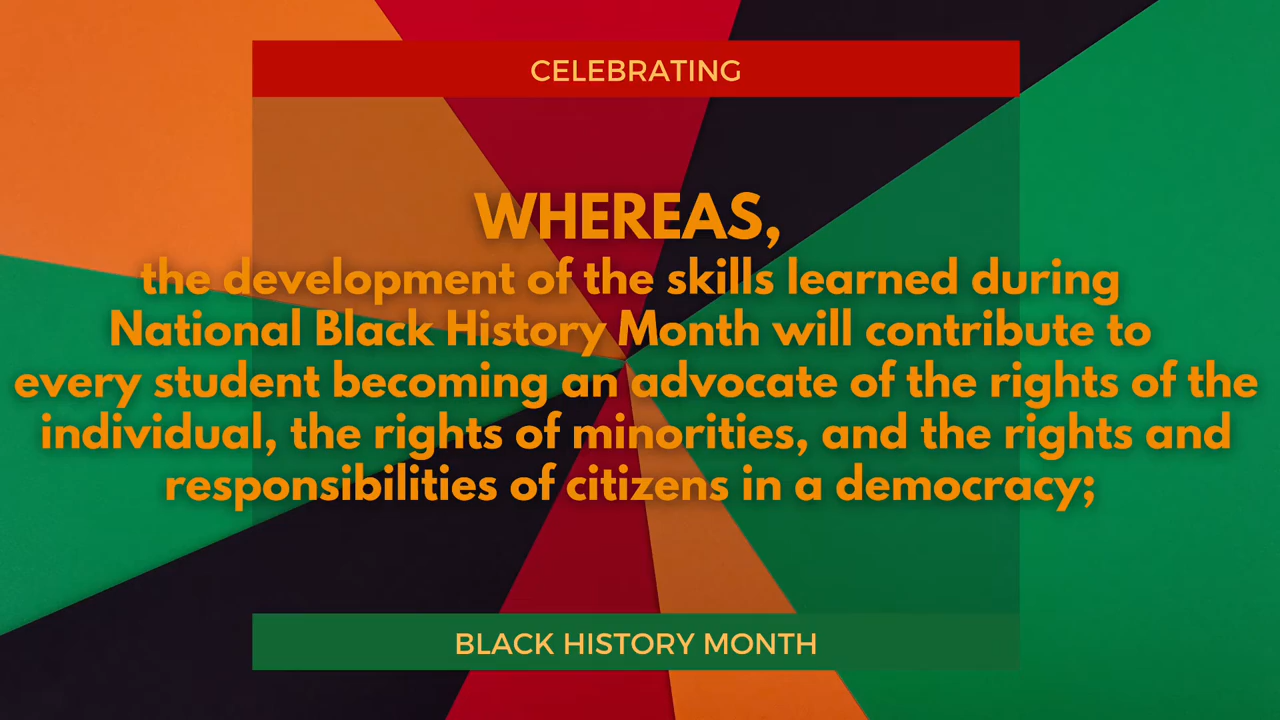 CELEBRATING
WHEREAS,
the development of the skills learned during
National Black History Month will contribute to
every student becoming an advocate of the rights of the
individual, the rights of minorities, and the rights and
responsibilities of citizens in a democracy;
BLACK HISTORY MONTH